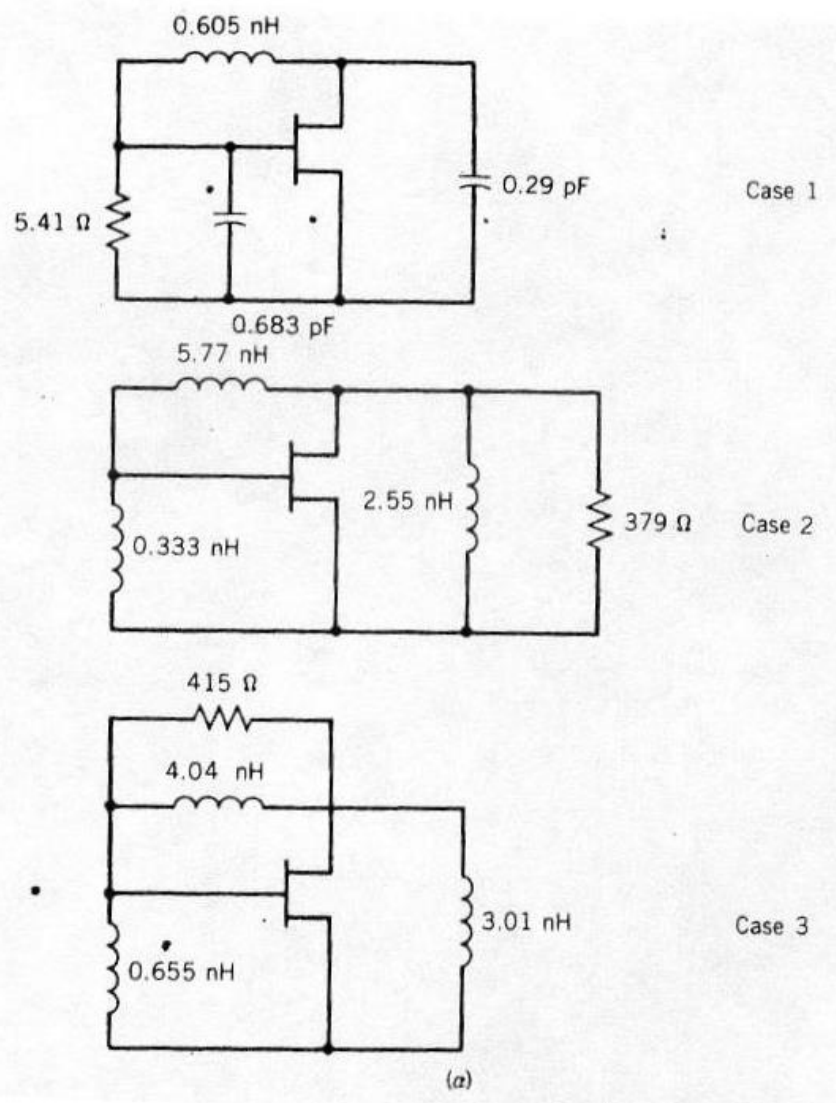 0.605 nH
5.41 Ω
0.29 pF
Case 1
0.683 pF
5.77 nH
2.55 nH
379 Ω
Case 2
0.333 nH
415 Ω
4.04 nH
3.01 nH
Case 3
0.655 nH
(a)